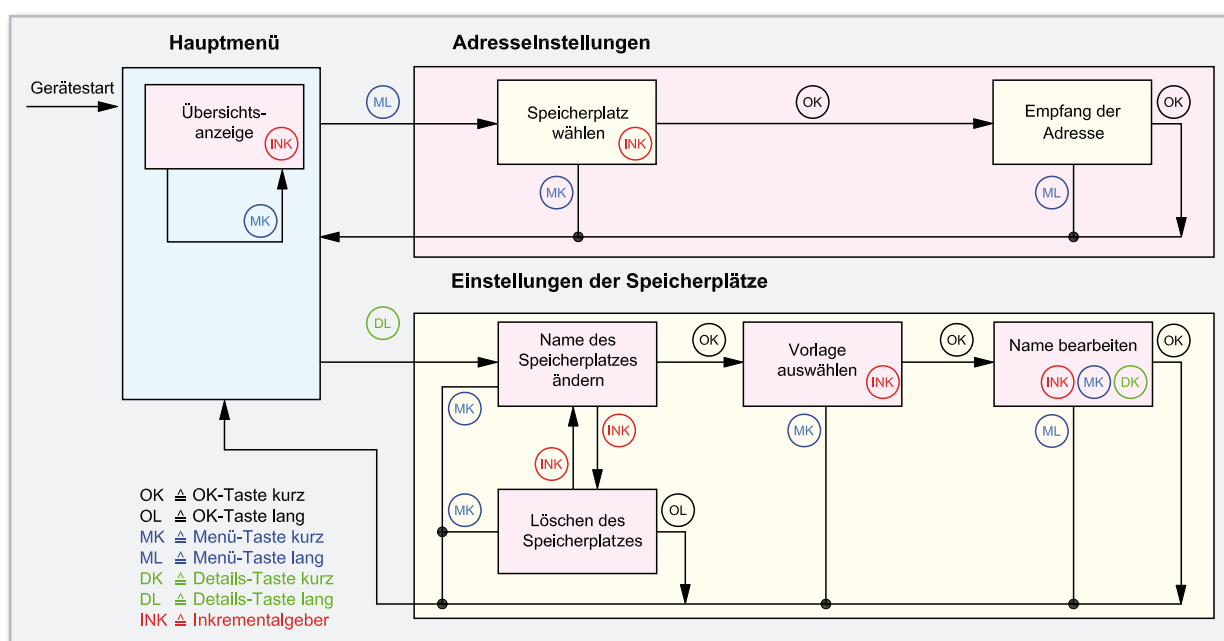 Hauptmenü
Adresseinstellungen
Gerätestart
Übersichts-
anzeige
INK
MK
ML
Speicherplatz
wählen
INK
OK
Empfang der
Adresse
OK
MK
ML
Einstellungen der Speicherplätze
DL
Name des
Speicherplatzes
ändern
OK
Vorlage
auswählen
INK
OK
Name bearbeiten
INK
MK
DK
OK
MK
INK
INK
MK
ML
MK
Löschen des
Speicherplatzes
OL
OK ≙ OK-Taste kurz
OL ≙ OK-Taste lang
MK ≙ Menü-Taste kurz
ML ≙ Menü-Taste lang
DK ≙ Details-Taste kurz
DL ≙ Details-Taste lang
INK ≙ Inkrementalgeber